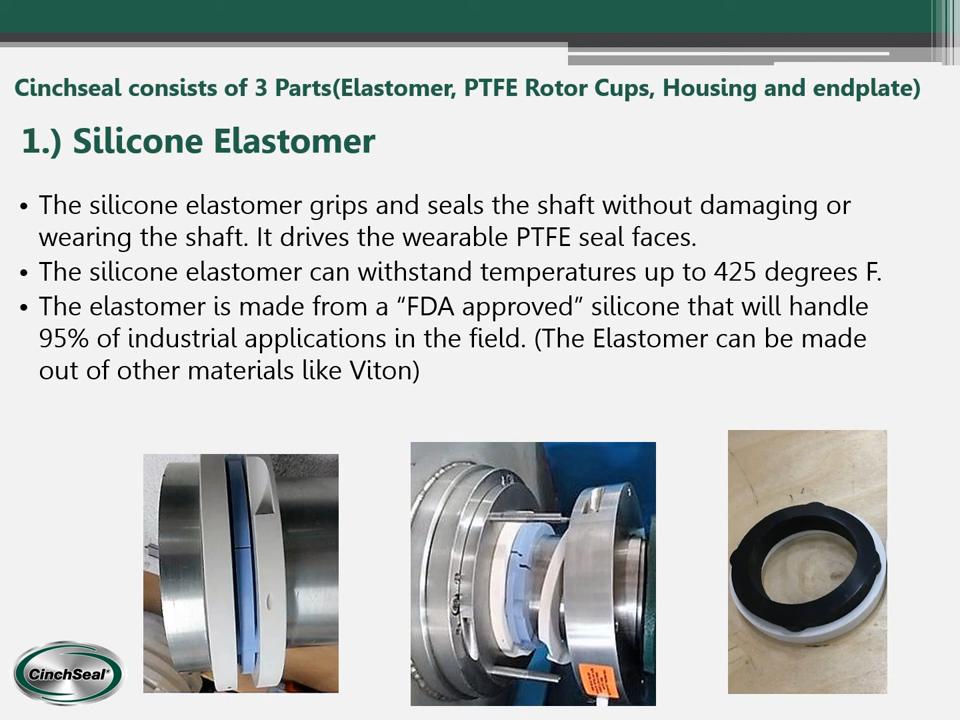 Cinchseal consists of 3 Parts(Elastomer, PTFE Rotor Cups, Housing and endplate)
1.) Silicone Elastomer
• The silicone elastomer grips and seals the shaft without damaging or
wearing the shaft. It drives the wearable PTFE seal faces.
• The silicone elastomer can withstand temperatures up to 425 degrees F.
• The elastomer is made from a “FDA approved” silicone that will handle
95% of industrial applications in the field. (The Elastomer can be made
out of other materials like Viton)
CinchSeal®